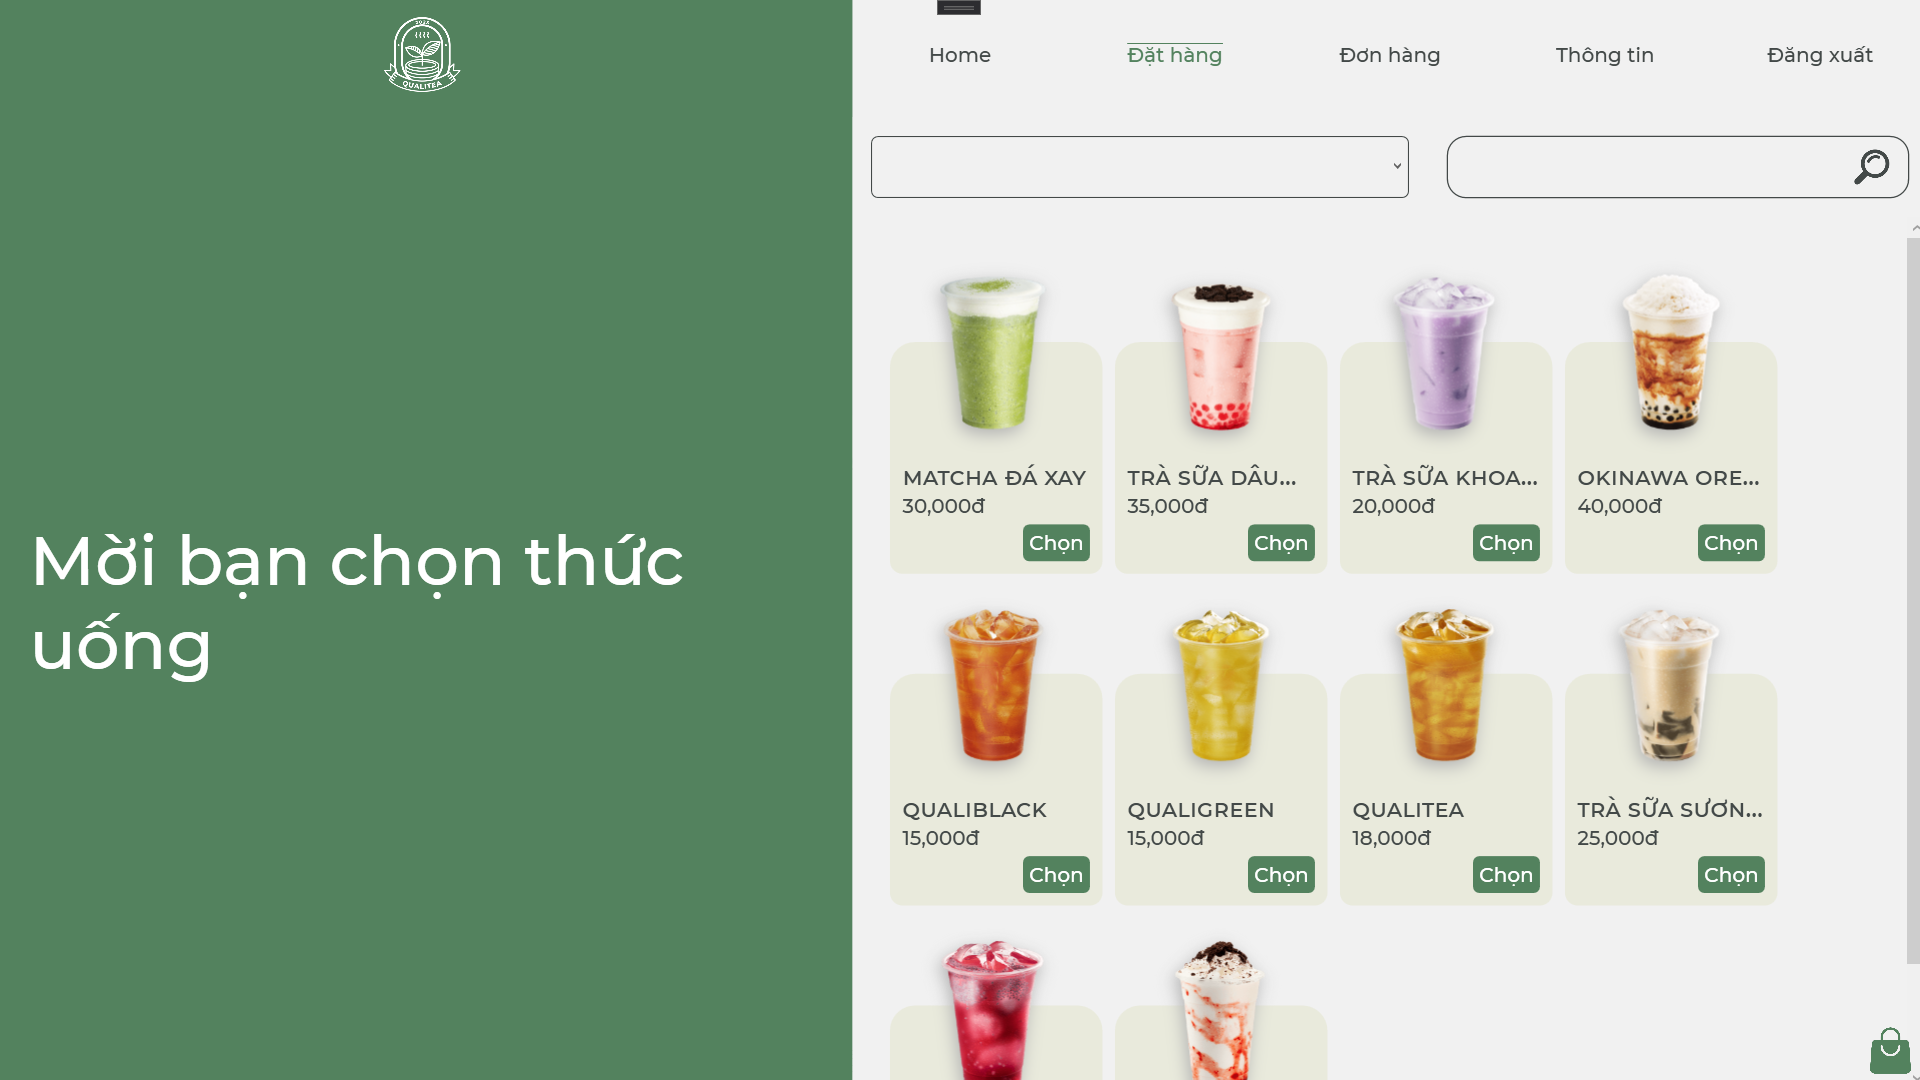 2024
QUALITEA
Home
Đặt hàng
Đơn hàng
Thông tin
Đăng xuất
Mời bạn chọn thức
uống
MATCHA ĐÁ XAY
30,000đ
Chọn
TRÀ SỮA DÂU...
35,000đ
Chọn
TRÀ SỮA KHOA...
20,000đ
Chọn
OKINAWA ORE...
40,000đ
Chọn
QUALIBLACK
15,000đ
Chọn
QUALIGREEN
15,000đ
Chọn
QUALITEA
18,000đ
Chọn
TRÀ SỮA SƯƠN...
25,000đ
Chọn